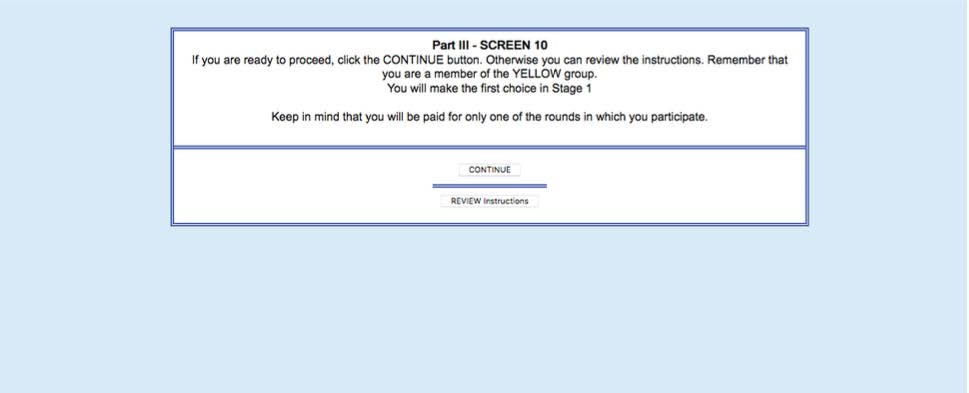 Part III - SCREEN 10
If you are ready to proceed, click the CONTINUE button. Otherwise you can review the instructions. Remember that
you are a member of the YELLOW group.
You will make the first choice in Stage 1
Keep in mind that you will be paid for only one of the rounds in which you participate.
CONTINUE
REVIEW Instructions